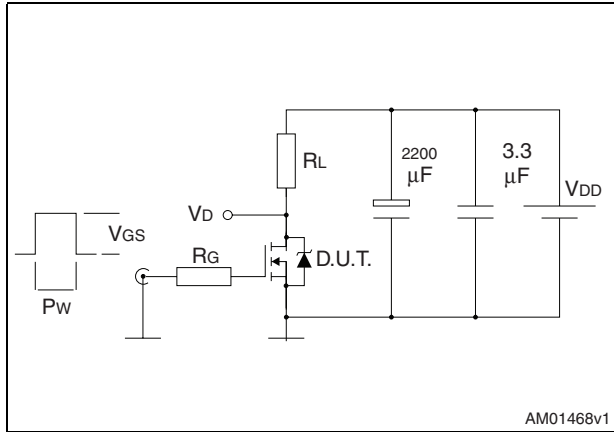 RL
2200
μF
3.3
μF
VDD
VD
VGS
RG
D.U.T.
PW
AM01468v1